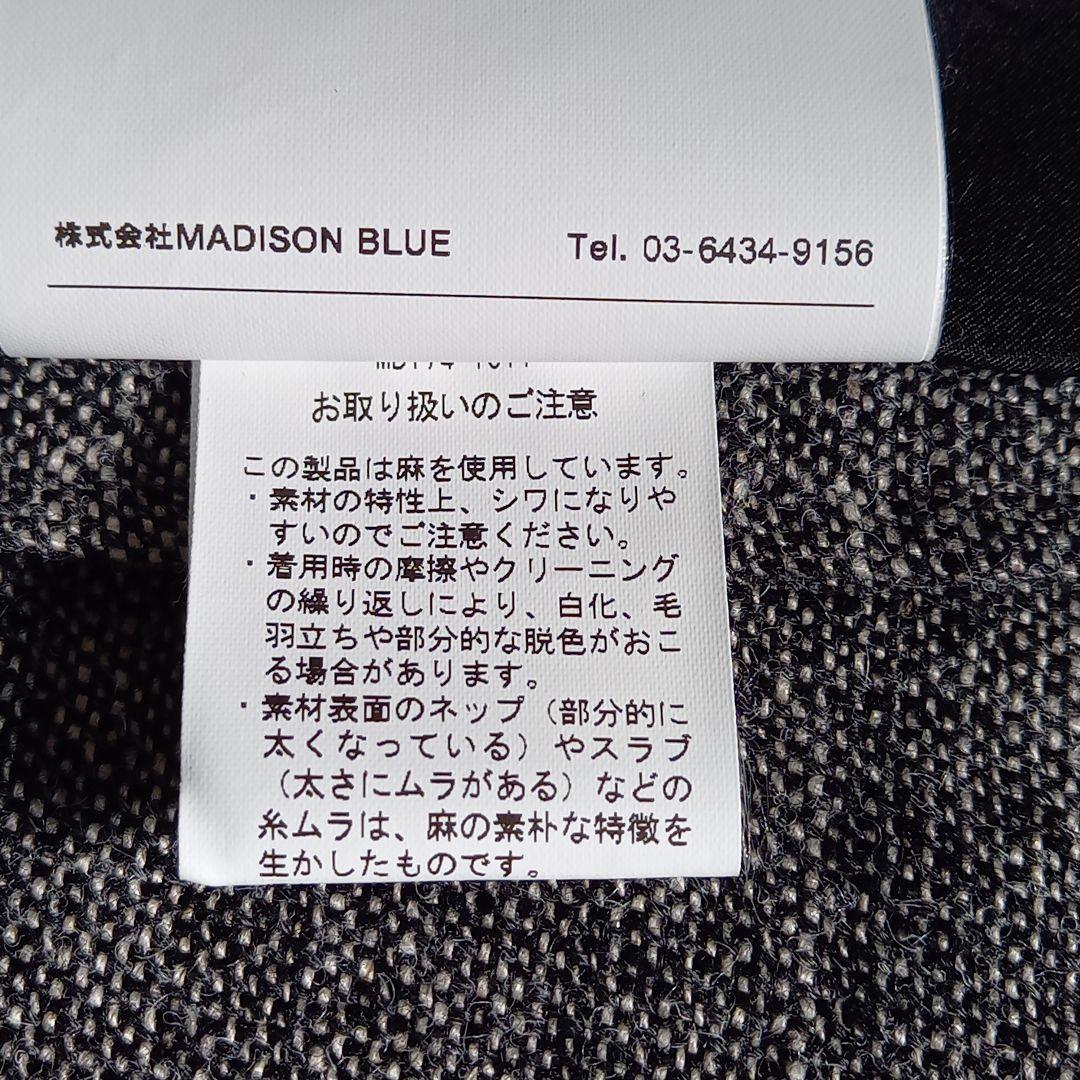 株式会社MADISON BLUE Tel. 03-6434-9156
お取り扱いのご注意
この製品は麻を使用しています。
・素材の特性上、シワになりや
すいのでご注意ください。
・着用時の摩擦やクリーニング
の繰り返しにより、白化、毛
羽立ちや部分的な脱色がおこ
る場合があります。
・素材表面のネップ（部分的に
太くなっている）やスラブ
（太さにムラがある）などの
糸ムラは、麻の素朴な特徴を
生かしたものです。